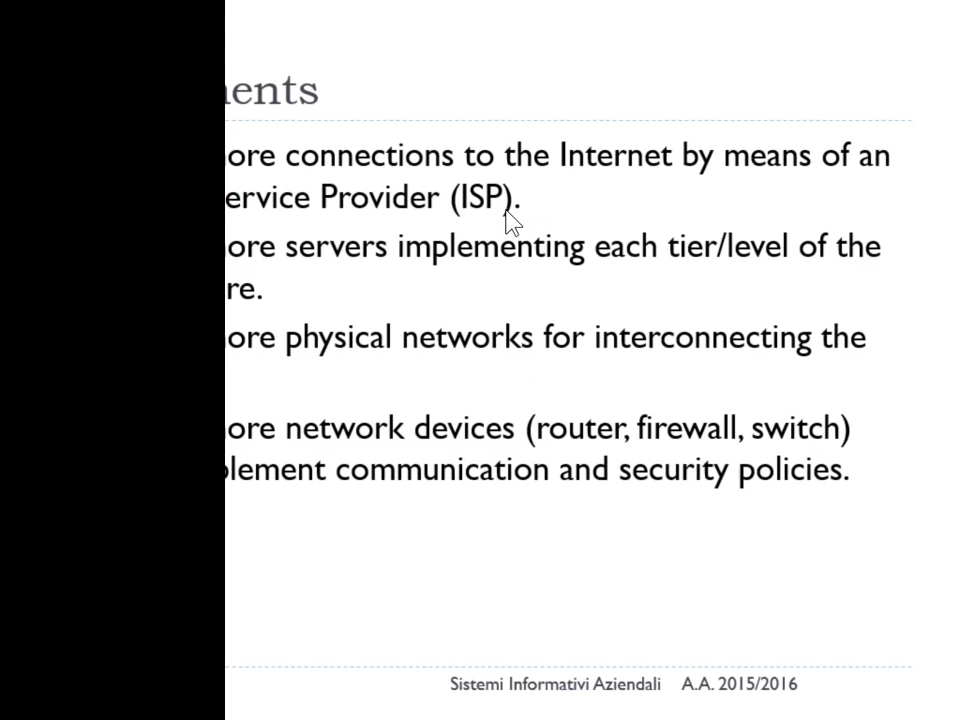 ents
ore connections to the Internet by means of an
ervice Provider (ISP).
ore servers implementing each tier/level of the
re.
ore physical networks for interconnecting the
ore network devices (router, firewall, switch)
plement communication and security policies.
Sistemi Informativi Aziendali A.A. 2015/2016